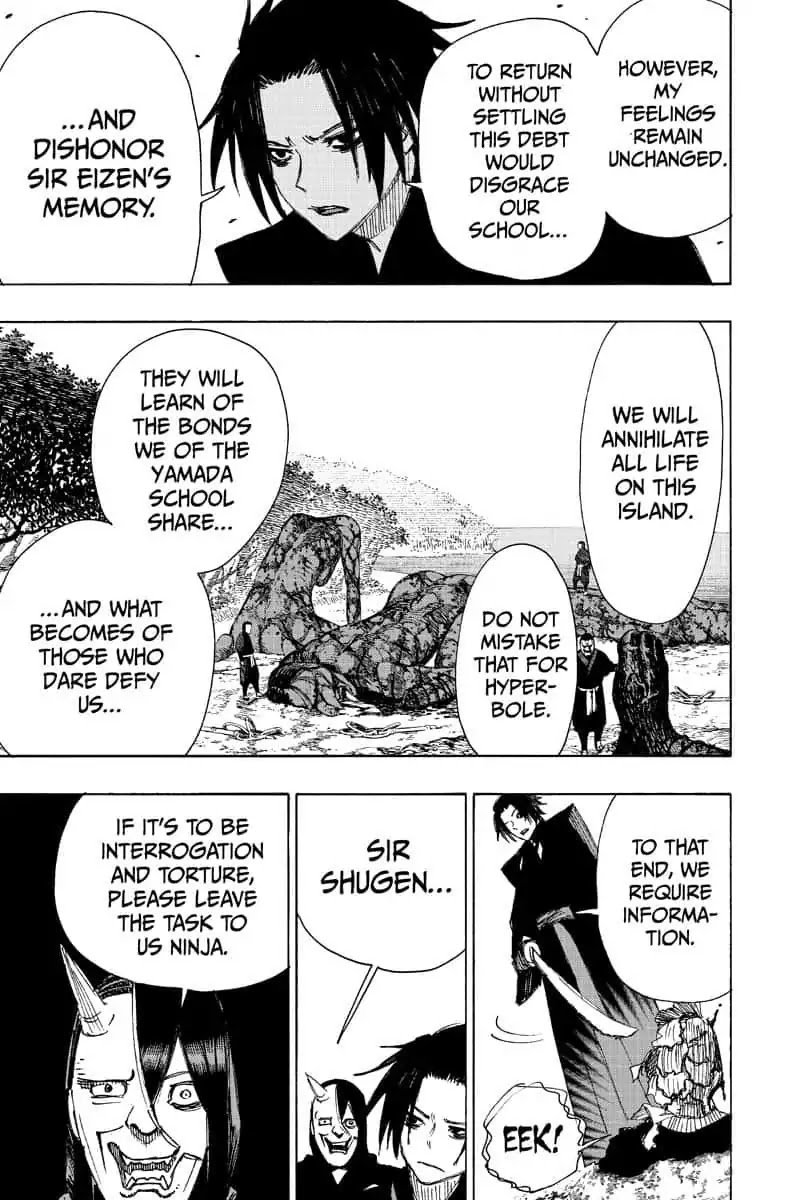 HOWEVER,
MY
FEELINGS
REMAIN
UNCHANGED.
TO RETURN
WITHOUT
SETTLING
THIS DEBT
WOULD
DISGRACE
OUR
SCHOOL...
...AND
DISHONOR
SIR EIZEN'S
MEMORY.
WE WILL
ANNIHILATE
ALL LIFE
ON THIS
ISLAND.
DO NOT
MISTAKE
THAT FOR
HYPER-
BOLE.
THEY WILL
LEARN OF
THE BONDS
WE OF THE
YAMADA
SCHOOL
SHARE...
...AND WHAT
BECOMES OF
THOSE WHO
DARE DEFY
US...
TO THAT
END, WE
REQUIRE
INFORMA-
TION.
EEK!
SIR
SHUGEN...
IF IT'S TO BE
INTERROGATION
AND TORTURE,
PLEASE LEAVE
THE TASK TO
US NINJA.